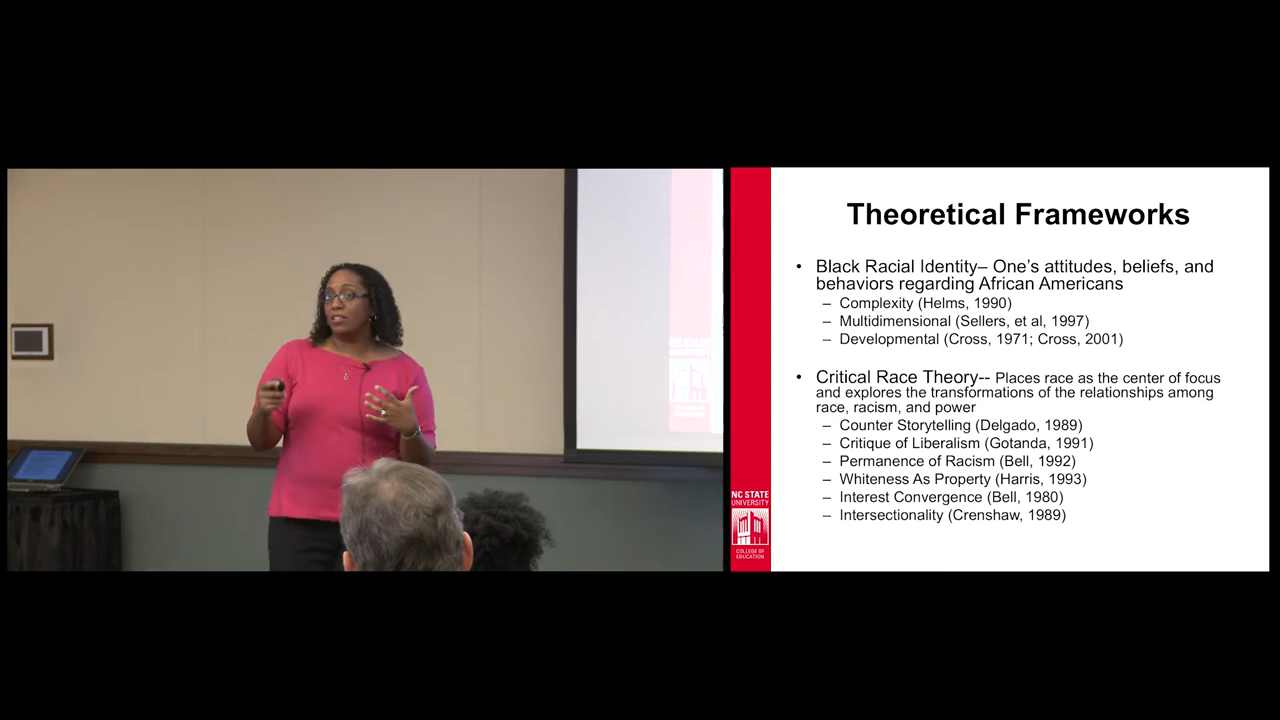 Theoretical Frameworks
• Black Racial Identity– One’s attitudes, beliefs, and
behaviors regarding African Americans
– Complexity (Helms, 1990)
– Multidimensional (Sellers, et al, 1997)
– Developmental (Cross, 1971; Cross, 2001)
• Critical Race Theory-- Places race as the center of focus
and explores the transformations of the relationships among
race, racism, and power
– Counter Storytelling (Delgado, 1989)
– Critique of Liberalism (Gotanda, 1991)
– Permanence of Racism (Bell, 1992)
– Whiteness As Property (Harris, 1993)
– Interest Convergence (Bell, 1980)
– Intersectionality (Crenshaw, 1989)
NC STATE
UNIVERSITY
COLLEGE OF
EDUCATION